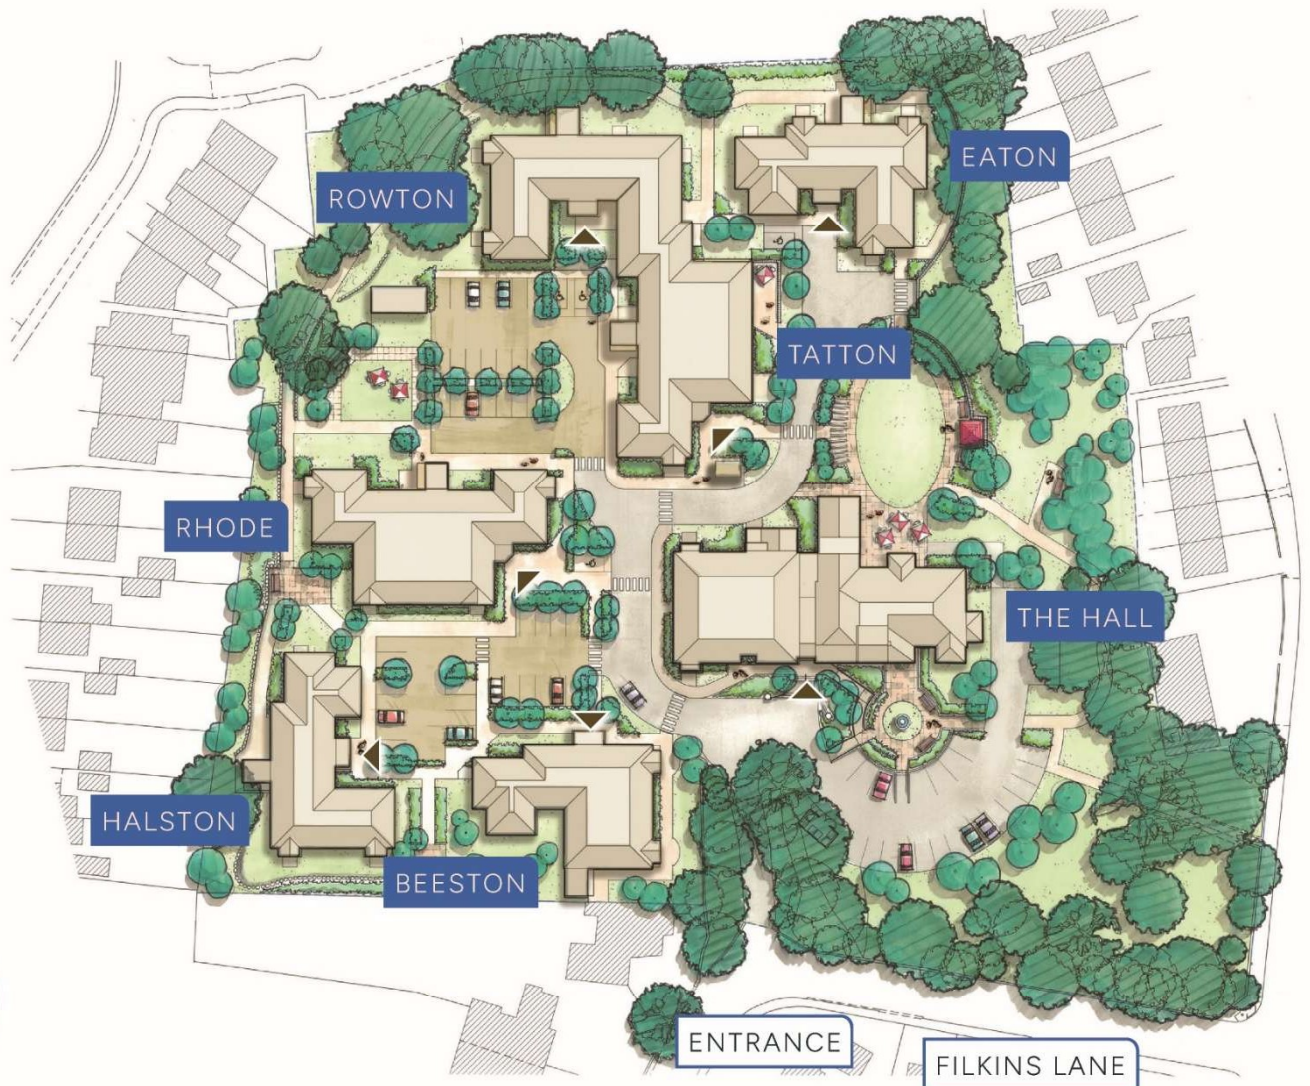 EATON
ROWTON
TATTON
RHODE
THE HALL
HALSTON
BEESTON
ENTRANCE
FILKINS LANE